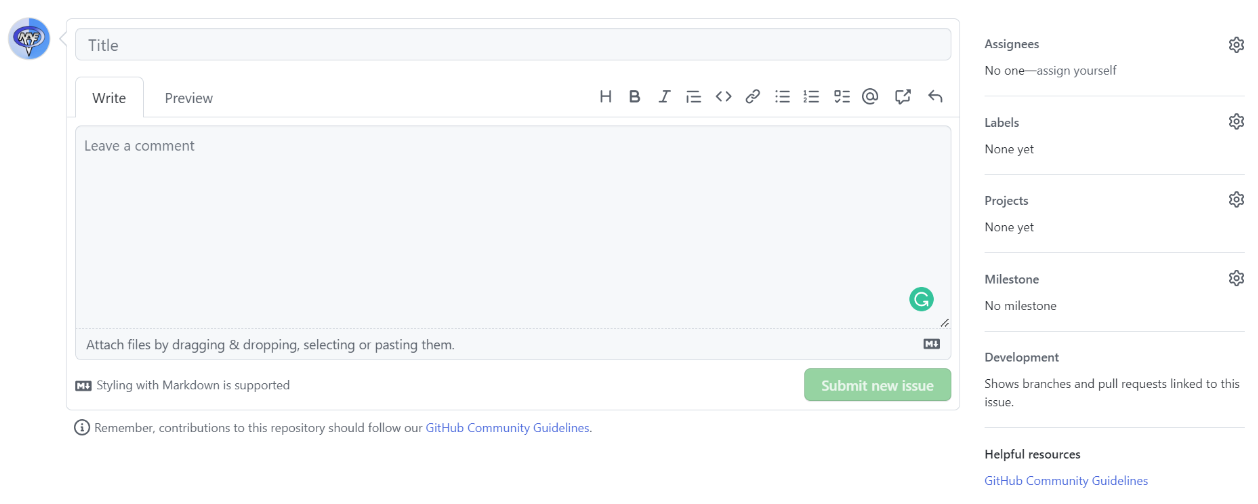 Title
Write
Preview
Leave a comment
Attach files by dragging & dropping, selecting or pasting them.
Styling with Markdown is supported
Submit new issue
Remember, contributions to this repository should follow our GitHub Community Guidelines.
Assignees
No one—assign yourself
Labels
None yet
Projects
None yet
Milestone
No milestone
Development
Shows branches and pull requests linked to this
issue.
Helpful resources
GitHub Community Guidelines